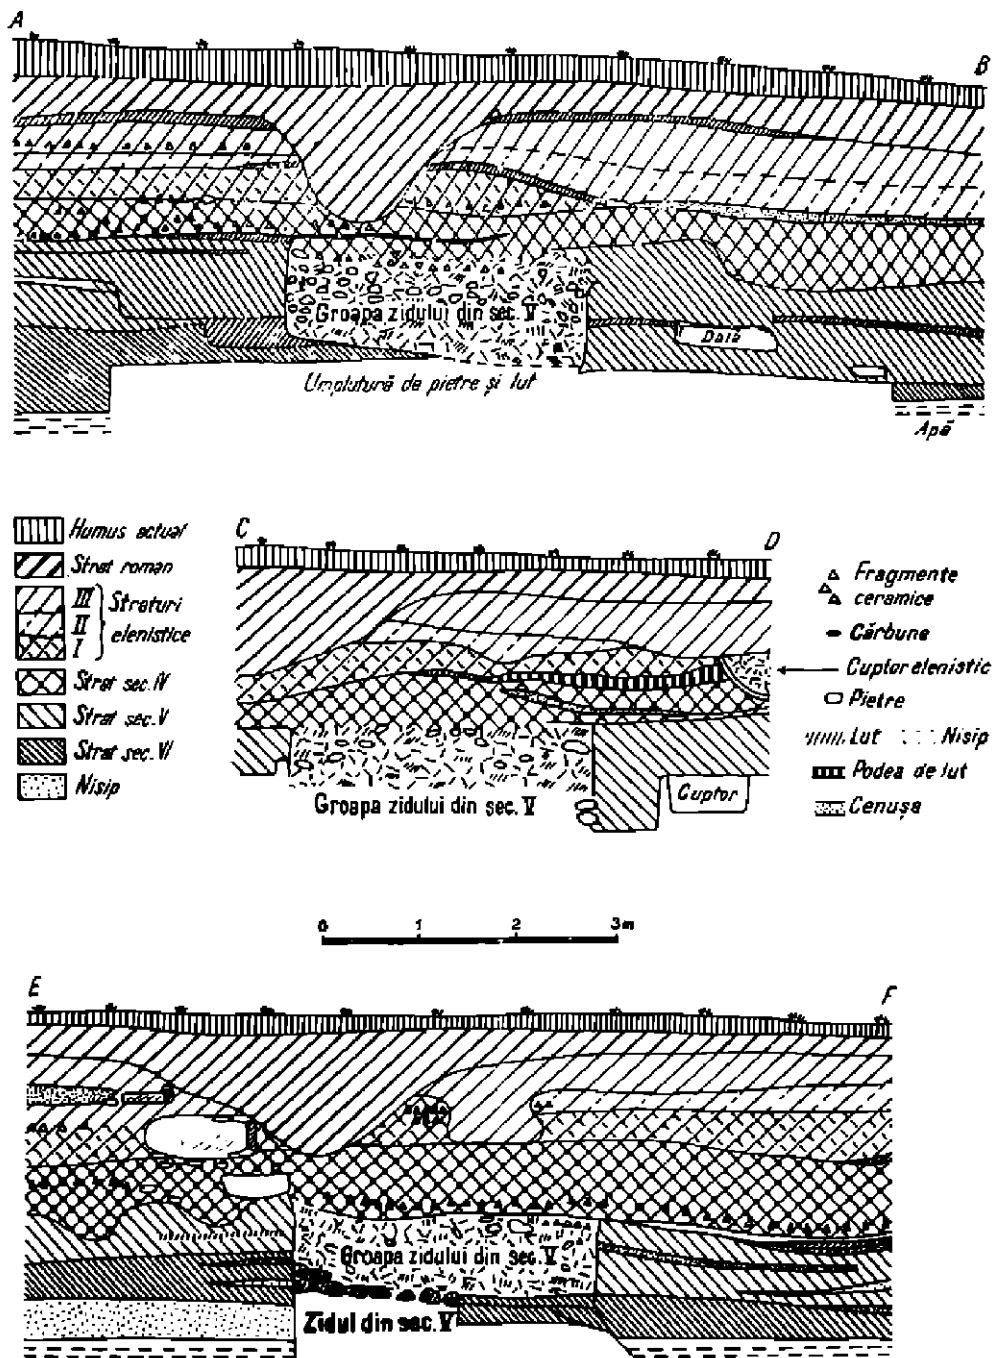 A
B
Groapa zidului din sec. V
Dală
Umplutură de pietre și lut
Apă
Humus actual
Strat roman
III
II
I
Straturi
elenistice
Strat sec. IV
Strat sec. V
Strat sec. VI
Nisip
C
D
Groapa zidului din sec. V
Cuptor
Fragmente
ceramice
Cărbune
Cuptor elenistic
Pietre
Lut Nisip
Podea de lut
Cenușa
0 1 2 3m
E
F
Groapa zidului din sec. V
Zidul din sec. V